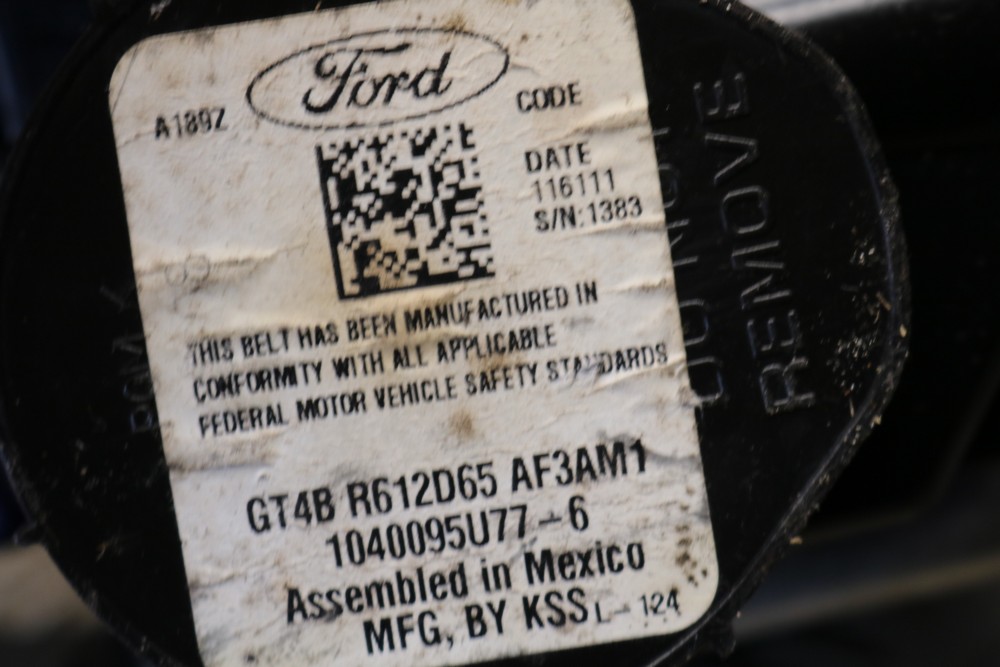 Ford
A189Z
CODE
DATE
116111
S/N:1383
THIS BELT HAS BEEN MANUFACTURED IN
CONFORMITY WITH ALL APPLICABLE
FEDERAL MOTOR VEHICLE SAFETY STANDARDS
GT4B R612D65 AF3AM1
1040095U77-6
Assembled in Mexico
MFG, BY KSS L-124
DO NOT
REMOVE